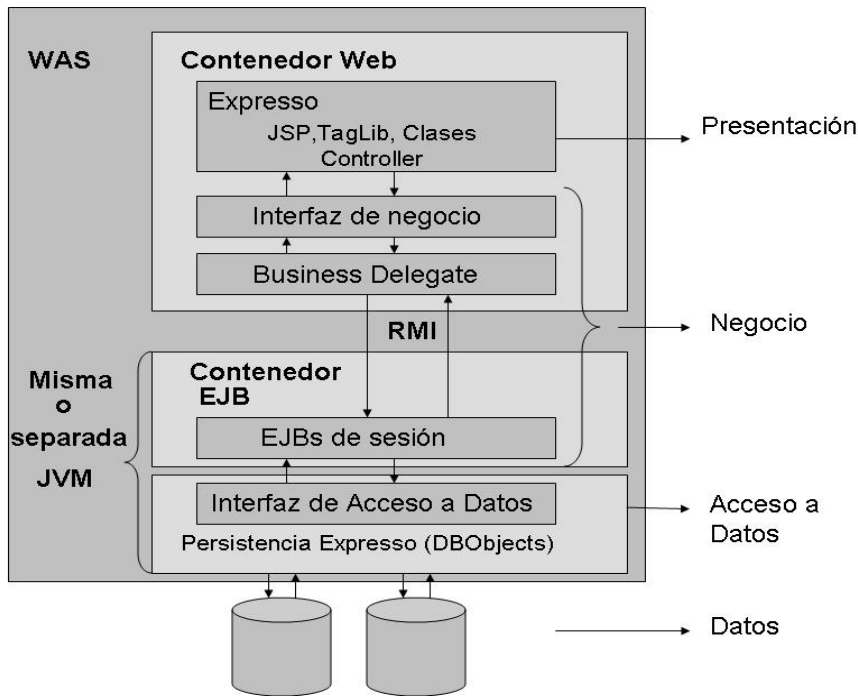 WAS
Contenedor Web
Expresso
JSP,TagLib, Clases
Controller
Presentación
Interfaz de negocio
Business Delegate
RMI
Negocio
Misma
o
separada
JVM
Contenedor
EJB
EJBs de sesión
Interfaz de Acceso a Datos
Persistencia Expresso (DBObjects)
Acceso a
Datos
Datos